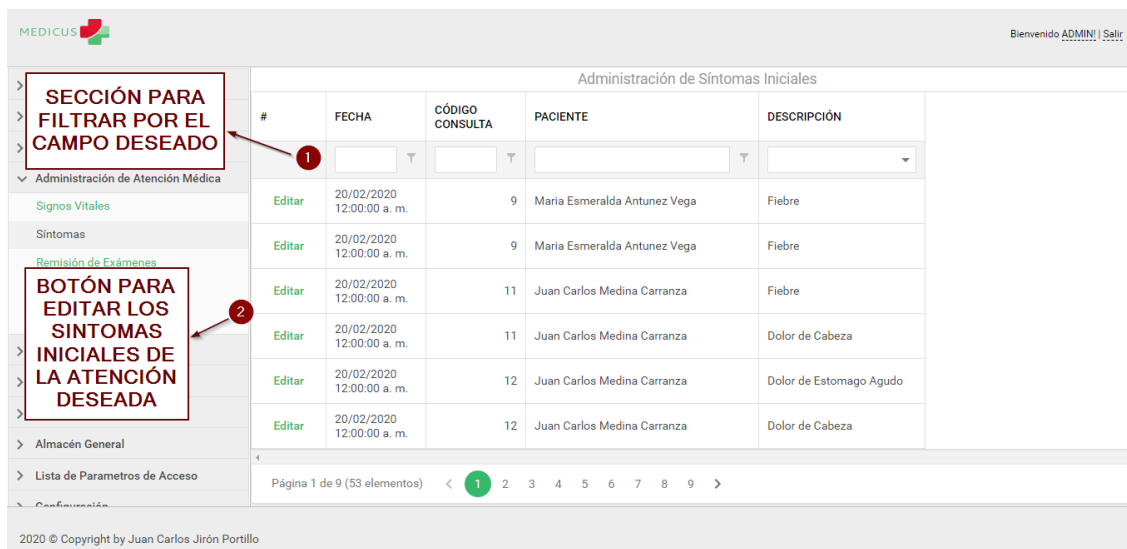 MEDICUS
Bienvenido ADMIN! | Salir
SECCIÓN PARA
FILTRAR POR EL
CAMPO DESEADO
1
Administración de Atención Médica
Signos Vitales
Síntomas
Remisión de Exámenes
BOTÓN PARA
EDITAR LOS
SINTOMAS
INICIALES DE
LA ATENCIÓN
DESEADA
2
Almacén General
Lista de Parametros de Acceso
Configuración
Administración de Síntomas Iniciales
# FECHA CÓDIGO CONSULTA PACIENTE DESCRIPCIÓN
Editar 20/02/2020 12:00:00 a. m. 9 Maria Esmeralda Antunez Vega Fiebre
Editar 20/02/2020 12:00:00 a. m. 9 Maria Esmeralda Antunez Vega Fiebre
Editar 20/02/2020 12:00:00 a. m. 11 Juan Carlos Medina Carranza Fiebre
Editar 20/02/2020 12:00:00 a. m. 11 Juan Carlos Medina Carranza Dolor de Cabeza
Editar 20/02/2020 12:00:00 a. m. 12 Juan Carlos Medina Carranza Dolor de Estomago Agudo
Editar 20/02/2020 12:00:00 a. m. 12 Juan Carlos Medina Carranza Dolor de Cabeza
Página 1 de 9 (53 elementos) < 1 2 3 4 5 6 7 8 9 >
2020 © Copyright by Juan Carlos Jirón Portillo